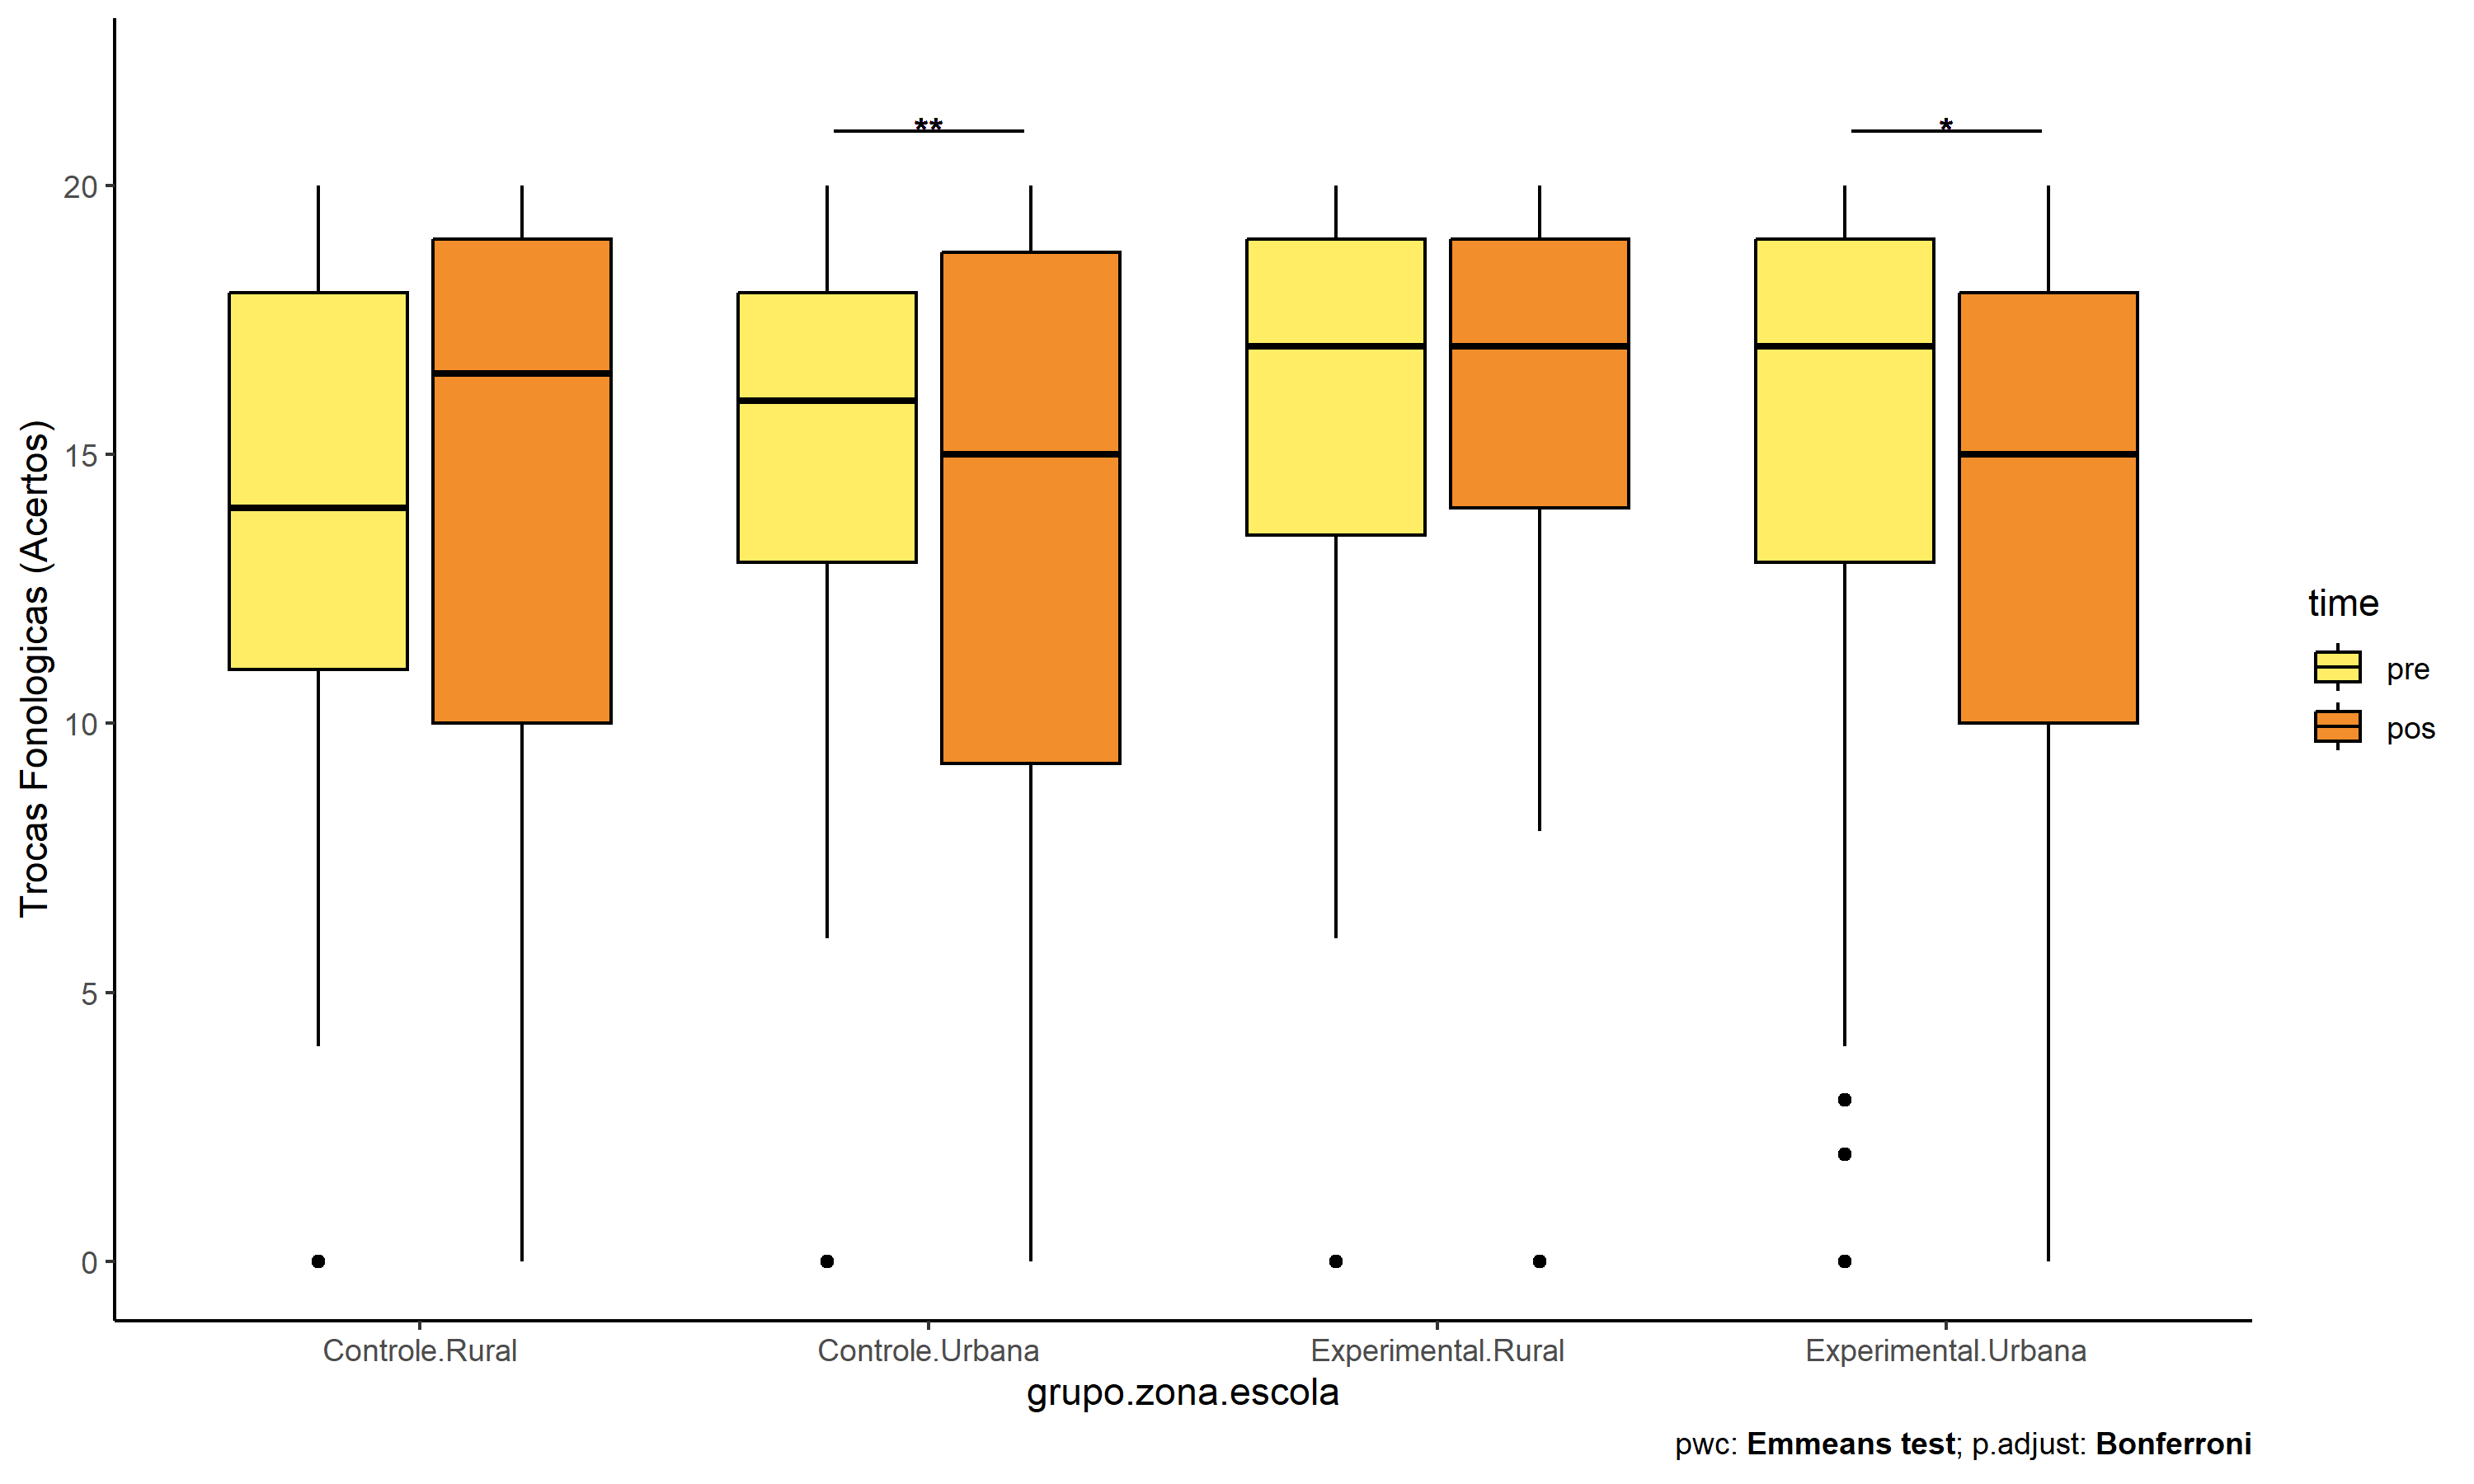 **
*
20
15
10
5
0
Trocas Fonologicas (Acertos)
Controle.Rural
Controle.Urbana
Experimental.Rural
Experimental.Urbana
grupo.zona.escola
time
pre
pos
pwc: Emmeans test; p.adjust: Bonferroni